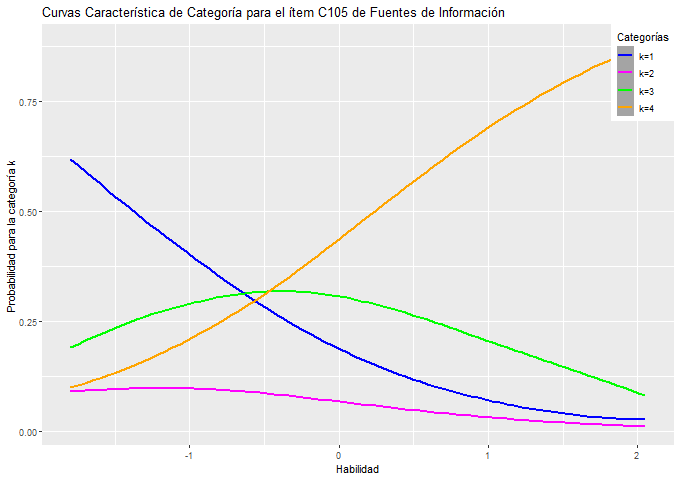 Curvas Característica de Categoría para el ítem C105 de Fuentes de Información
Categorías
k=1
k=2
k=3
k=4
Probabilidad para la categoría k
0.75
0.50
0.25
0.00
-1
0
1
2
Habilidad